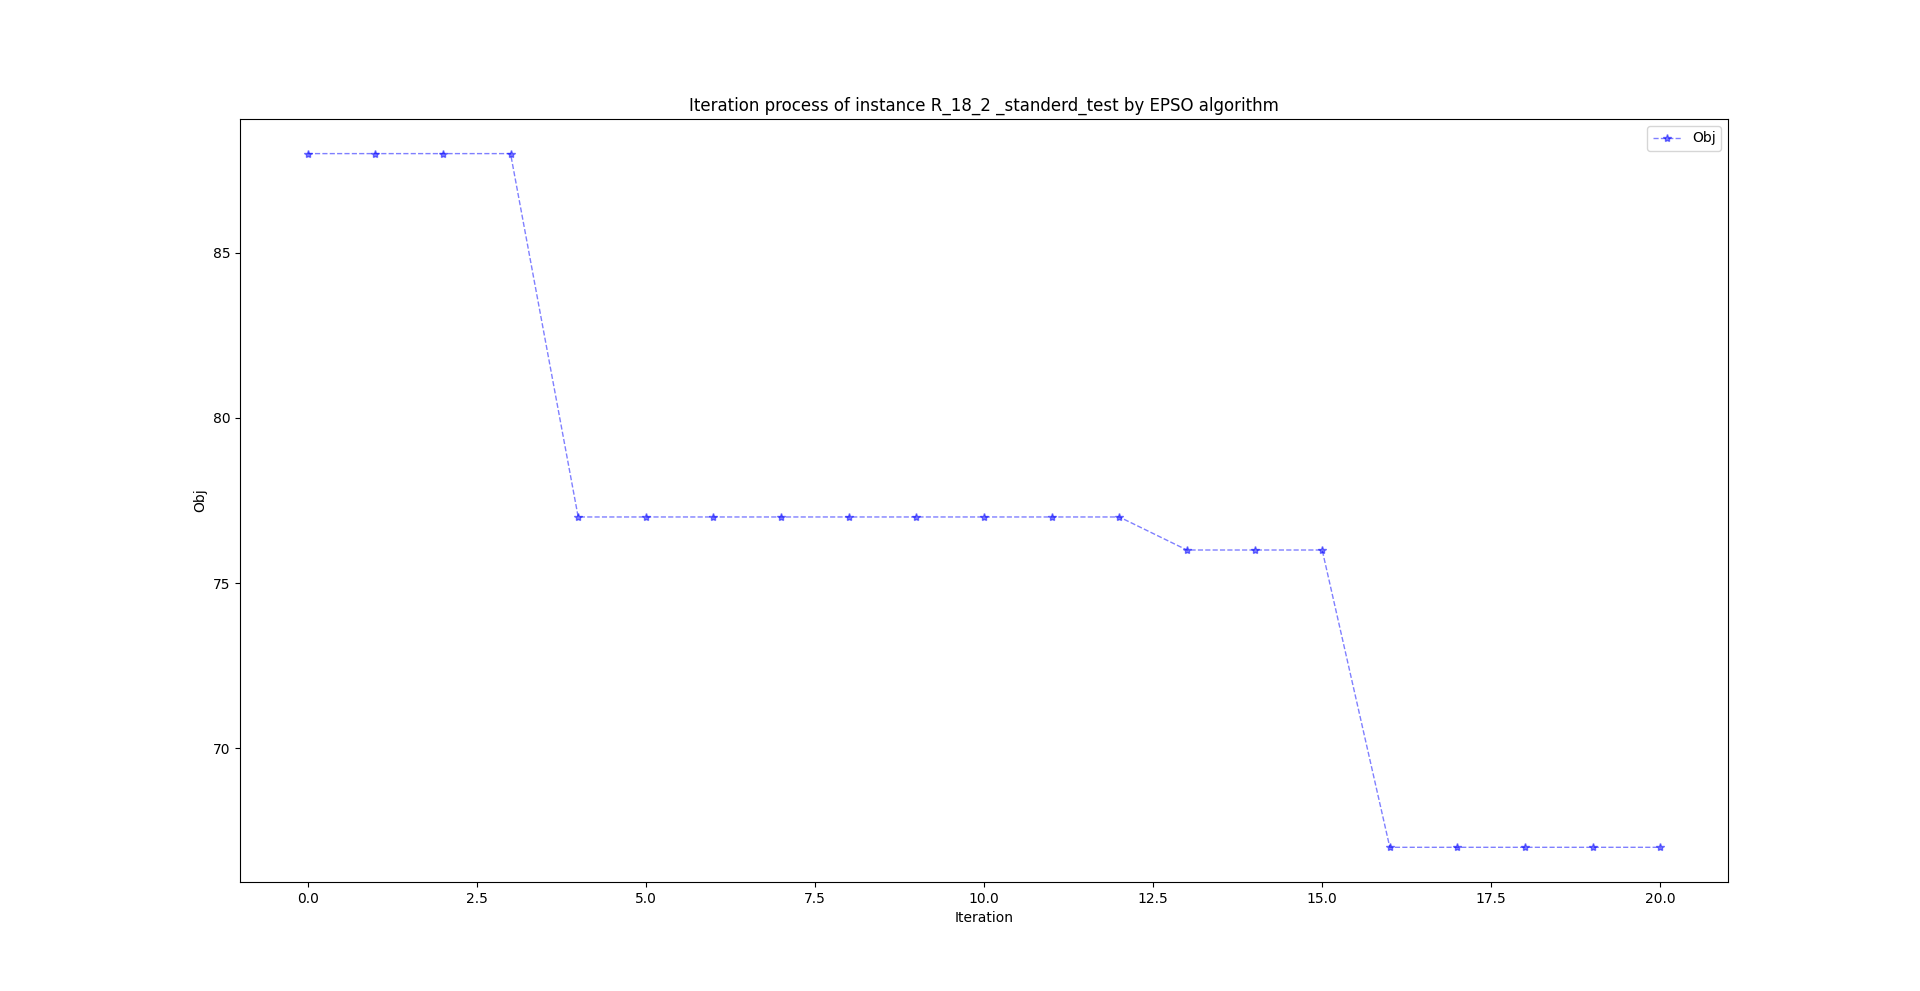 Iteration process of instance R_18_2 _standerd_test by EPSO algorithm
Obj
85
80
75
70
Obj
0.0 2.5 5.0 7.5 10.0 12.5 15.0 17.5 20.0
Iteration